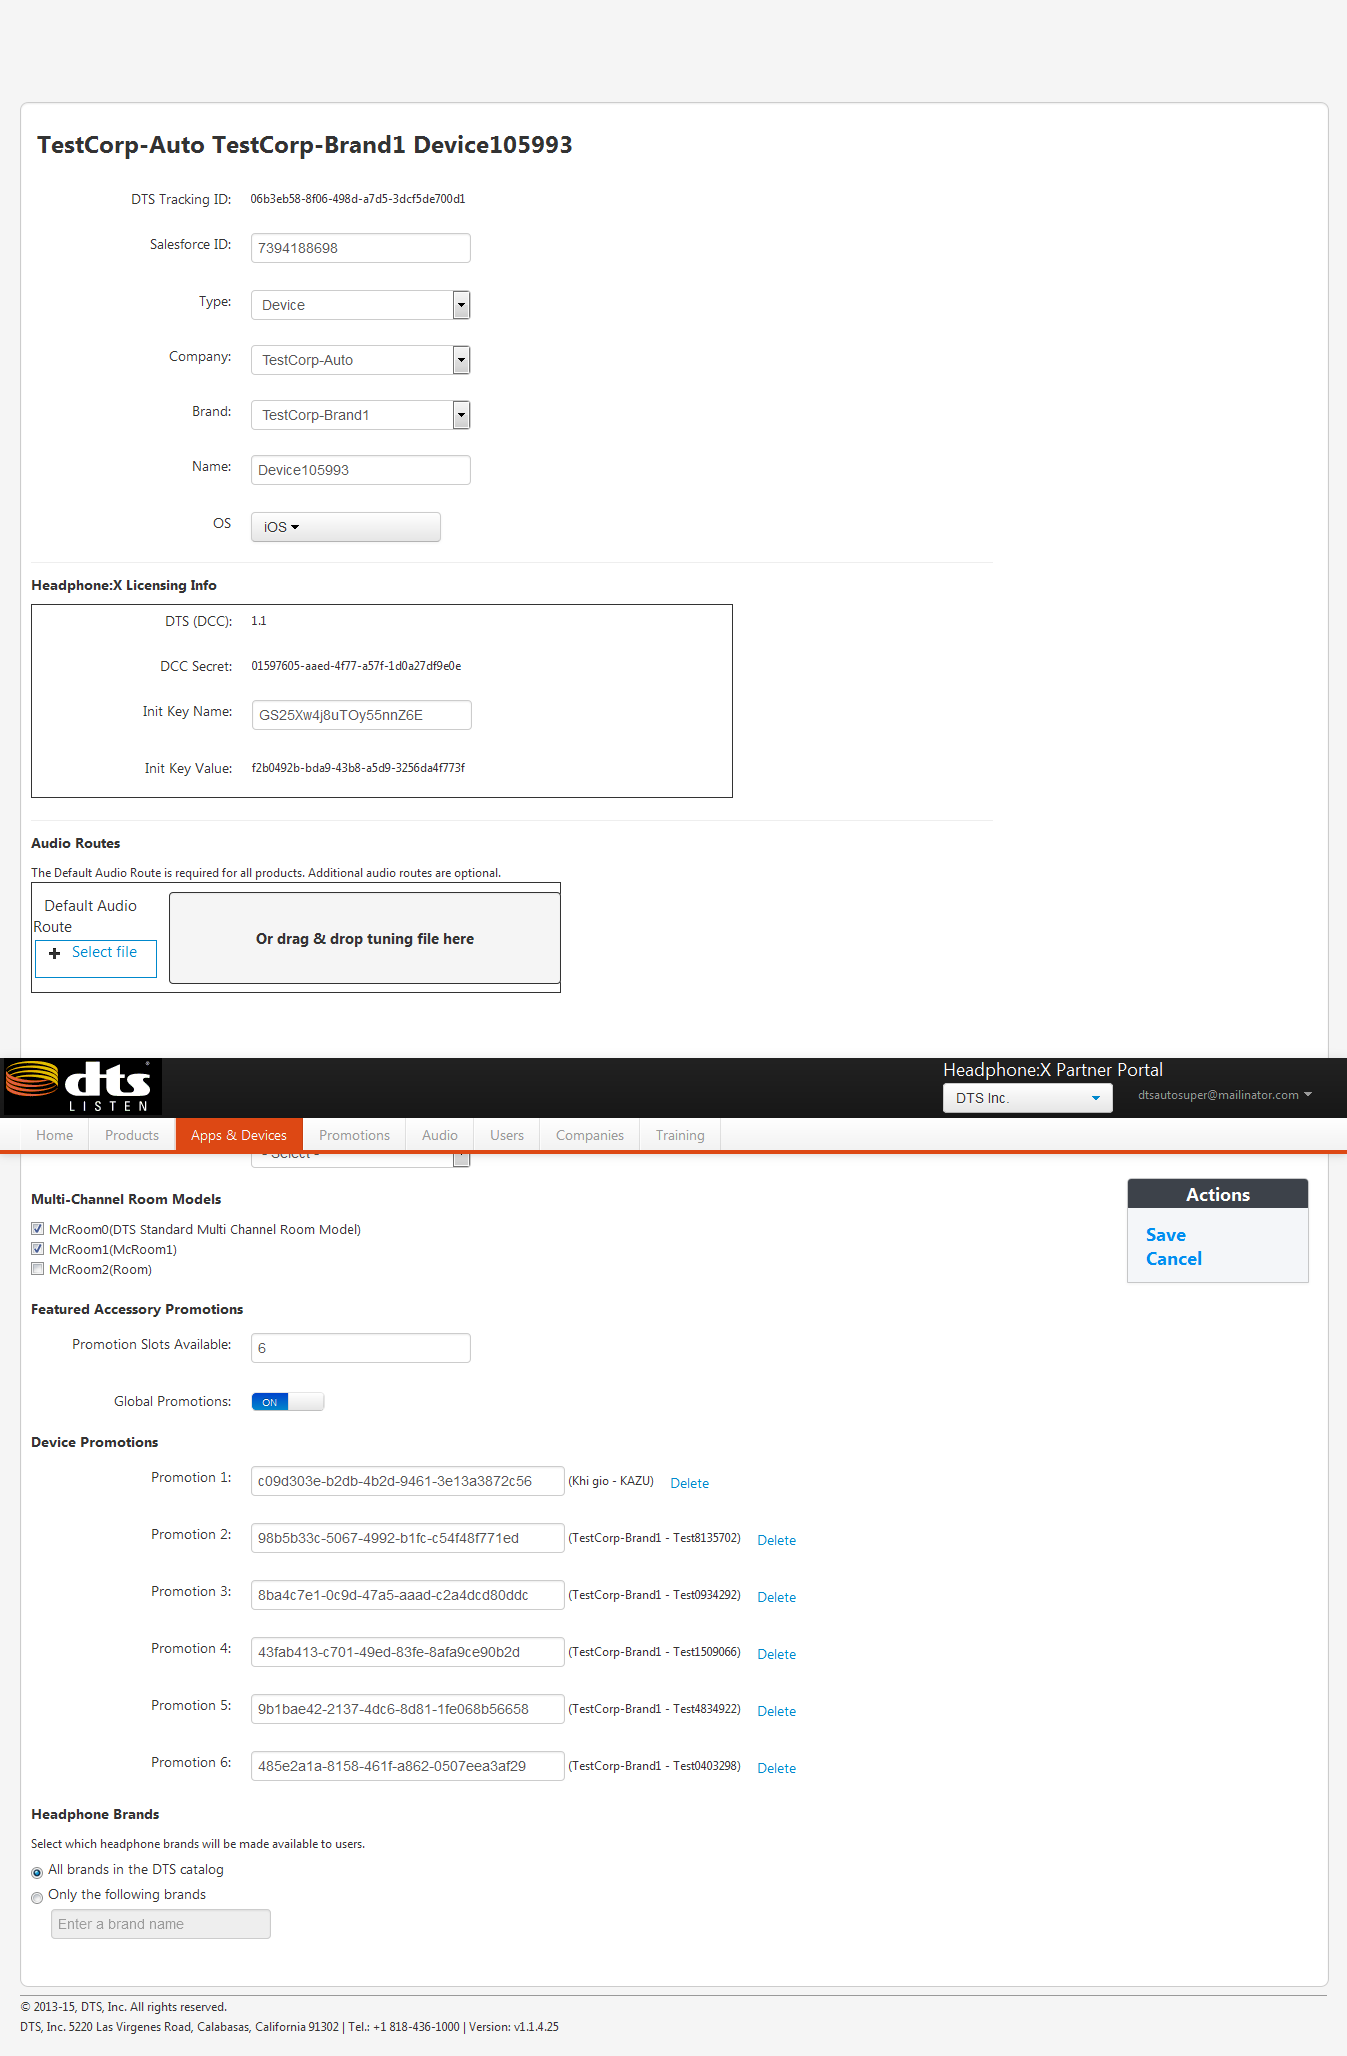 TestCorp-Auto TestCorp-Brand1 Device105993
DTS Tracking ID: 06b3eb58-8f06-498d-a7d5-3dcf5de700d1
Salesforce ID: 7394188698
Type: Device
Company: TestCorp-Auto
Brand: TestCorp-Brand1
Name: Device105993
OS iOS
Headphone:X Licensing Info
DTS (DCC): 1.1
DCC Secret: 01597605-aaed-4f77-a57f-1d0a27df9e0e
Init Key Name: GS25Xw4j8uTOy55nnZ6E
Init Key Value: f2b0492b-bda9-43b8-a5d9-3256da4f773f
Audio Routes
The Default Audio Route is required for all products. Additional audio routes are optional.
Default Audio
Route
Select file
Or drag & drop tuning file here
dts
LISTEN
Headphone:X Partner Portal
DTS Inc. dtsautosuper@mailinator.com
Home Products Apps & Devices Promotions Audio Users Companies Training
- Select -
Multi-Channel Room Models
McRoom0(DTS Standard Multi Channel Room Model)
McRoom1(McRoom1)
McRoom2(Room)
Actions
Save
Cancel
Featured Accessory Promotions
Promotion Slots Available: 6
Global Promotions: ON
Device Promotions
Promotion 1: c09d303e-b2db-4b2d-9461-3e13a3872c56 (Khi gio - KAZU) Delete
Promotion 2: 98b5b33c-5067-4992-b1fc-c54f48f771ed (TestCorp-Brand1 - Test8135702) Delete
Promotion 3: 8ba4c7e1-0c9d-47a5-aaad-c2a4dcd80ddc (TestCorp-Brand1 - Test0934292) Delete
Promotion 4: 43fab413-c701-49ed-83fe-8afa9ce90b2d (TestCorp-Brand1 - Test1509066) Delete
Promotion 5: 9b1bae42-2137-4dc6-8d81-1fe068b56658 (TestCorp-Brand1 - Test4834922) Delete
Promotion 6: 485e2a1a-8158-461f-a862-0507eea3af29 (TestCorp-Brand1 - Test0403298) Delete
Headphone Brands
Select which headphone brands will be made available to users.
All brands in the DTS catalog
Only the following brands
Enter a brand name
© 2013-15, DTS, Inc. All rights reserved.
DTS, Inc. 5220 Las Virgenes Road, Calabasas, California 91302 | Tel.: +1 818-436-1000 | Version: v1.1.4.25